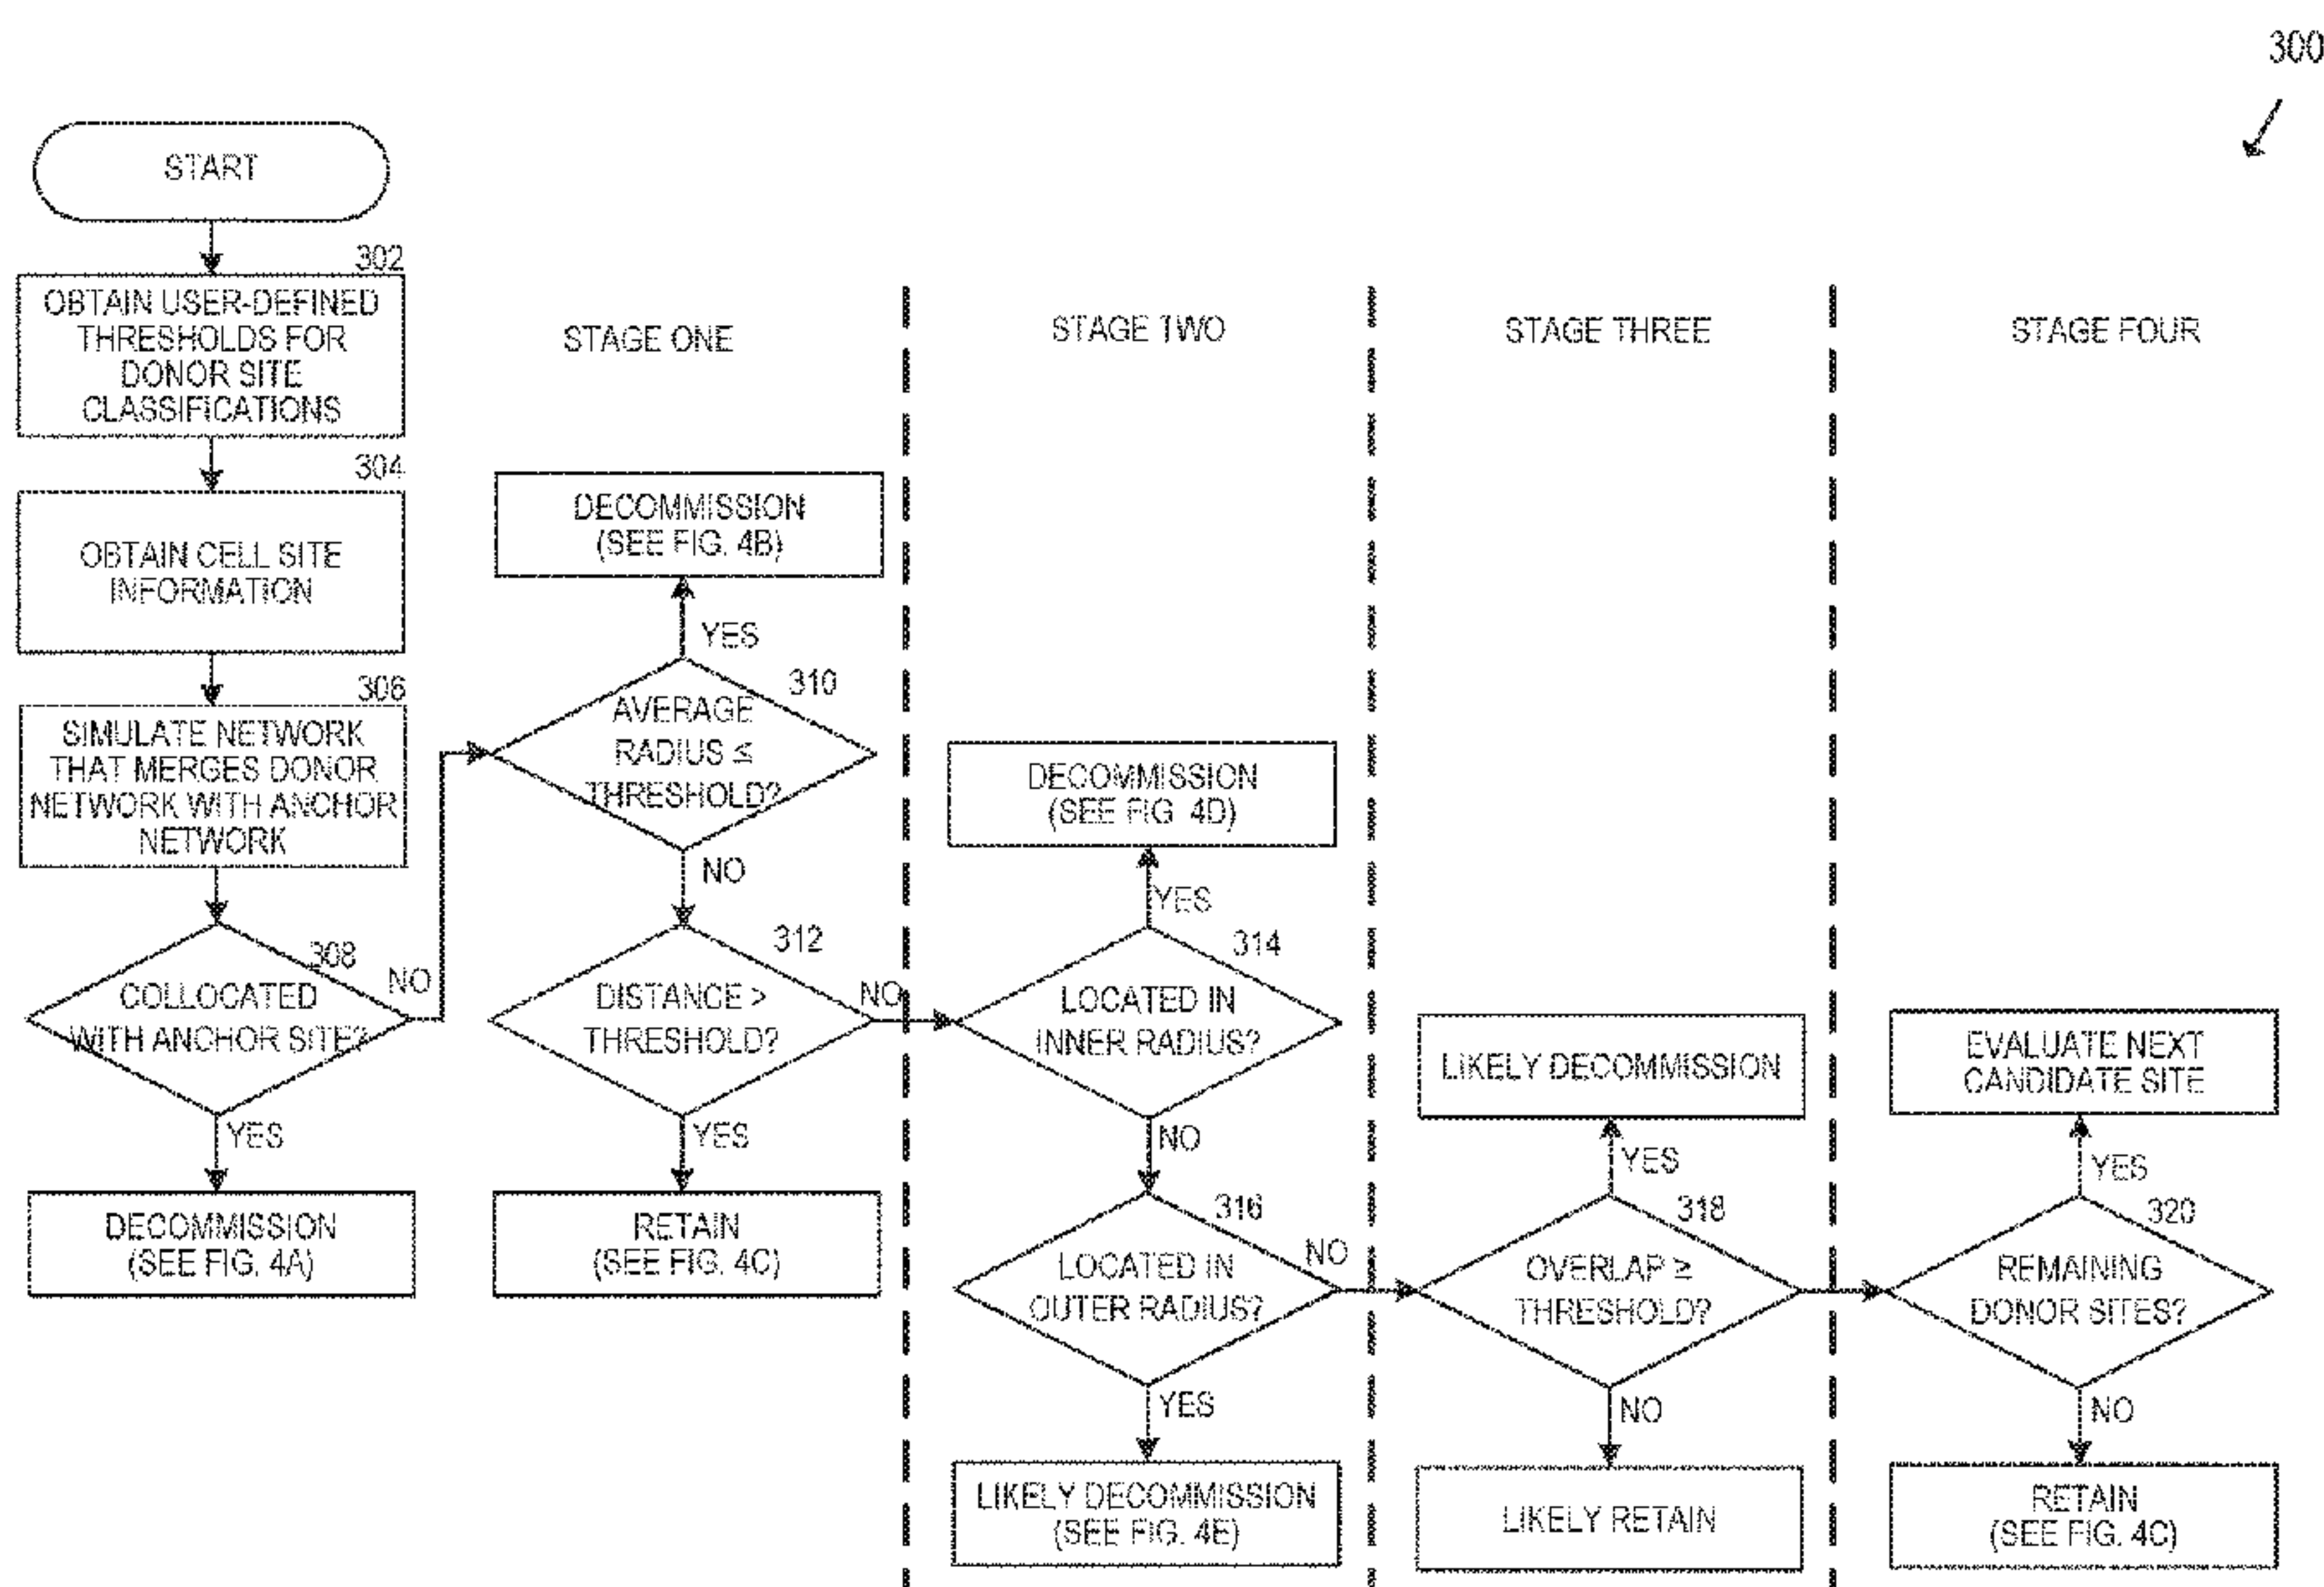 300
START
302
OBTAIN USER-DEFINED
THRESHOLDS FOR
DONOR SITE
CLASSIFICATIONS
304
OBTAIN CELL SITE
INFORMATION
306
SIMULATE NETWORK
THAT MERGES DONOR
NETWORK WITH ANCHOR
NETWORK
308
COLLOCATED
WITH ANCHOR SITE?
NO
YES
DECOMMISSION
(SEE FIG. 4A)
STAGE ONE
DECOMMISSION
(SEE FIG. 4B)
YES
310
AVERAGE
RADIUS ≤
THRESHOLD?
NO
312
DISTANCE >
THRESHOLD?
NO
YES
RETAIN
(SEE FIG. 4C)
STAGE TWO
DECOMMISSION
(SEE FIG. 4D)
YES
314
LOCATED IN
INNER RADIUS?
NO
316
LOCATED IN
OUTER RADIUS?
NO
YES
LIKELY DECOMMISSION
(SEE FIG. 4E)
STAGE THREE
LIKELY DECOMMISSION
YES
318
OVERLAP ≥
THRESHOLD?
NO
LIKELY RETAIN
STAGE FOUR
EVALUATE NEXT
CANDIDATE SITE
YES
320
REMAINING
DONOR SITES?
NO
RETAIN
(SEE FIG. 4C)